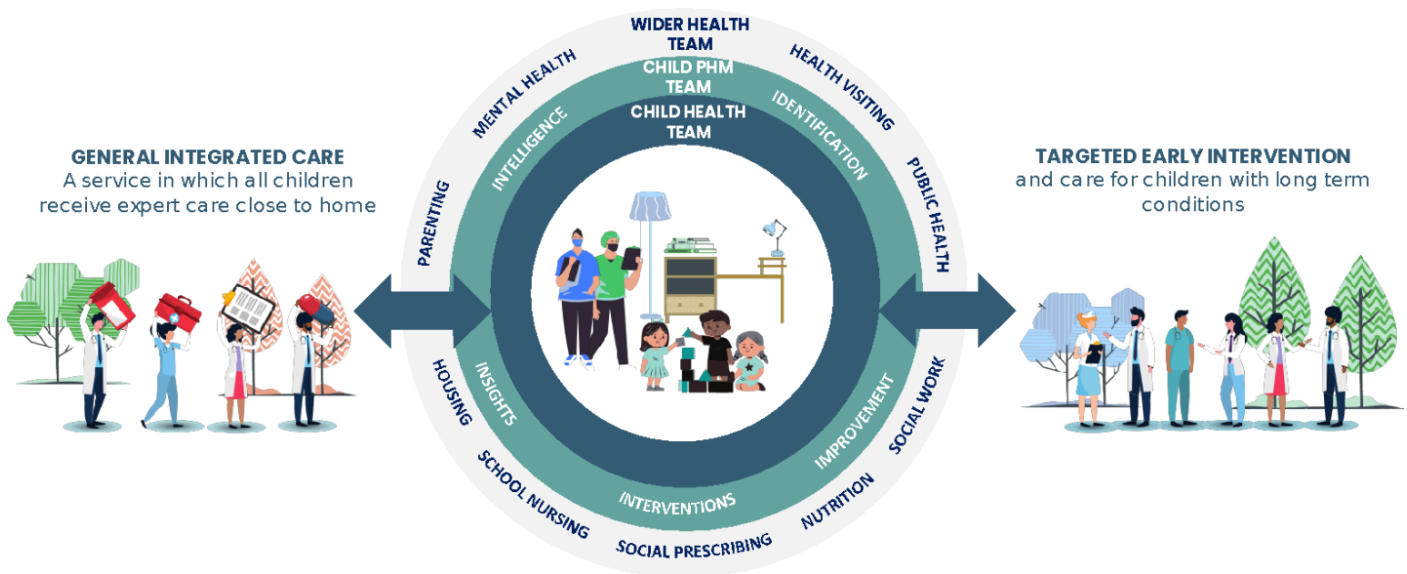 WIDER HEALTH
TEAM
CHILD PHM
TEAM
CHILD HEALTH
TEAM
MENTAL HEALTH
HEALTH VISITING
INTELLIGENCE
IDENTIFICATION
GENERAL INTEGRATED CARE
A service in which all children
receive expert care close to home
PARENTING
PUBLIC HEALTH
TARGETED EARLY INTERVENTION
and care for children with long term
conditions
HOUSING
INSIGHTS
IMPROVEMENT
SOCIAL WORK
SCHOOL NURSING
INTERVENTIONS
NUTRITION
SOCIAL PRESCRIBING